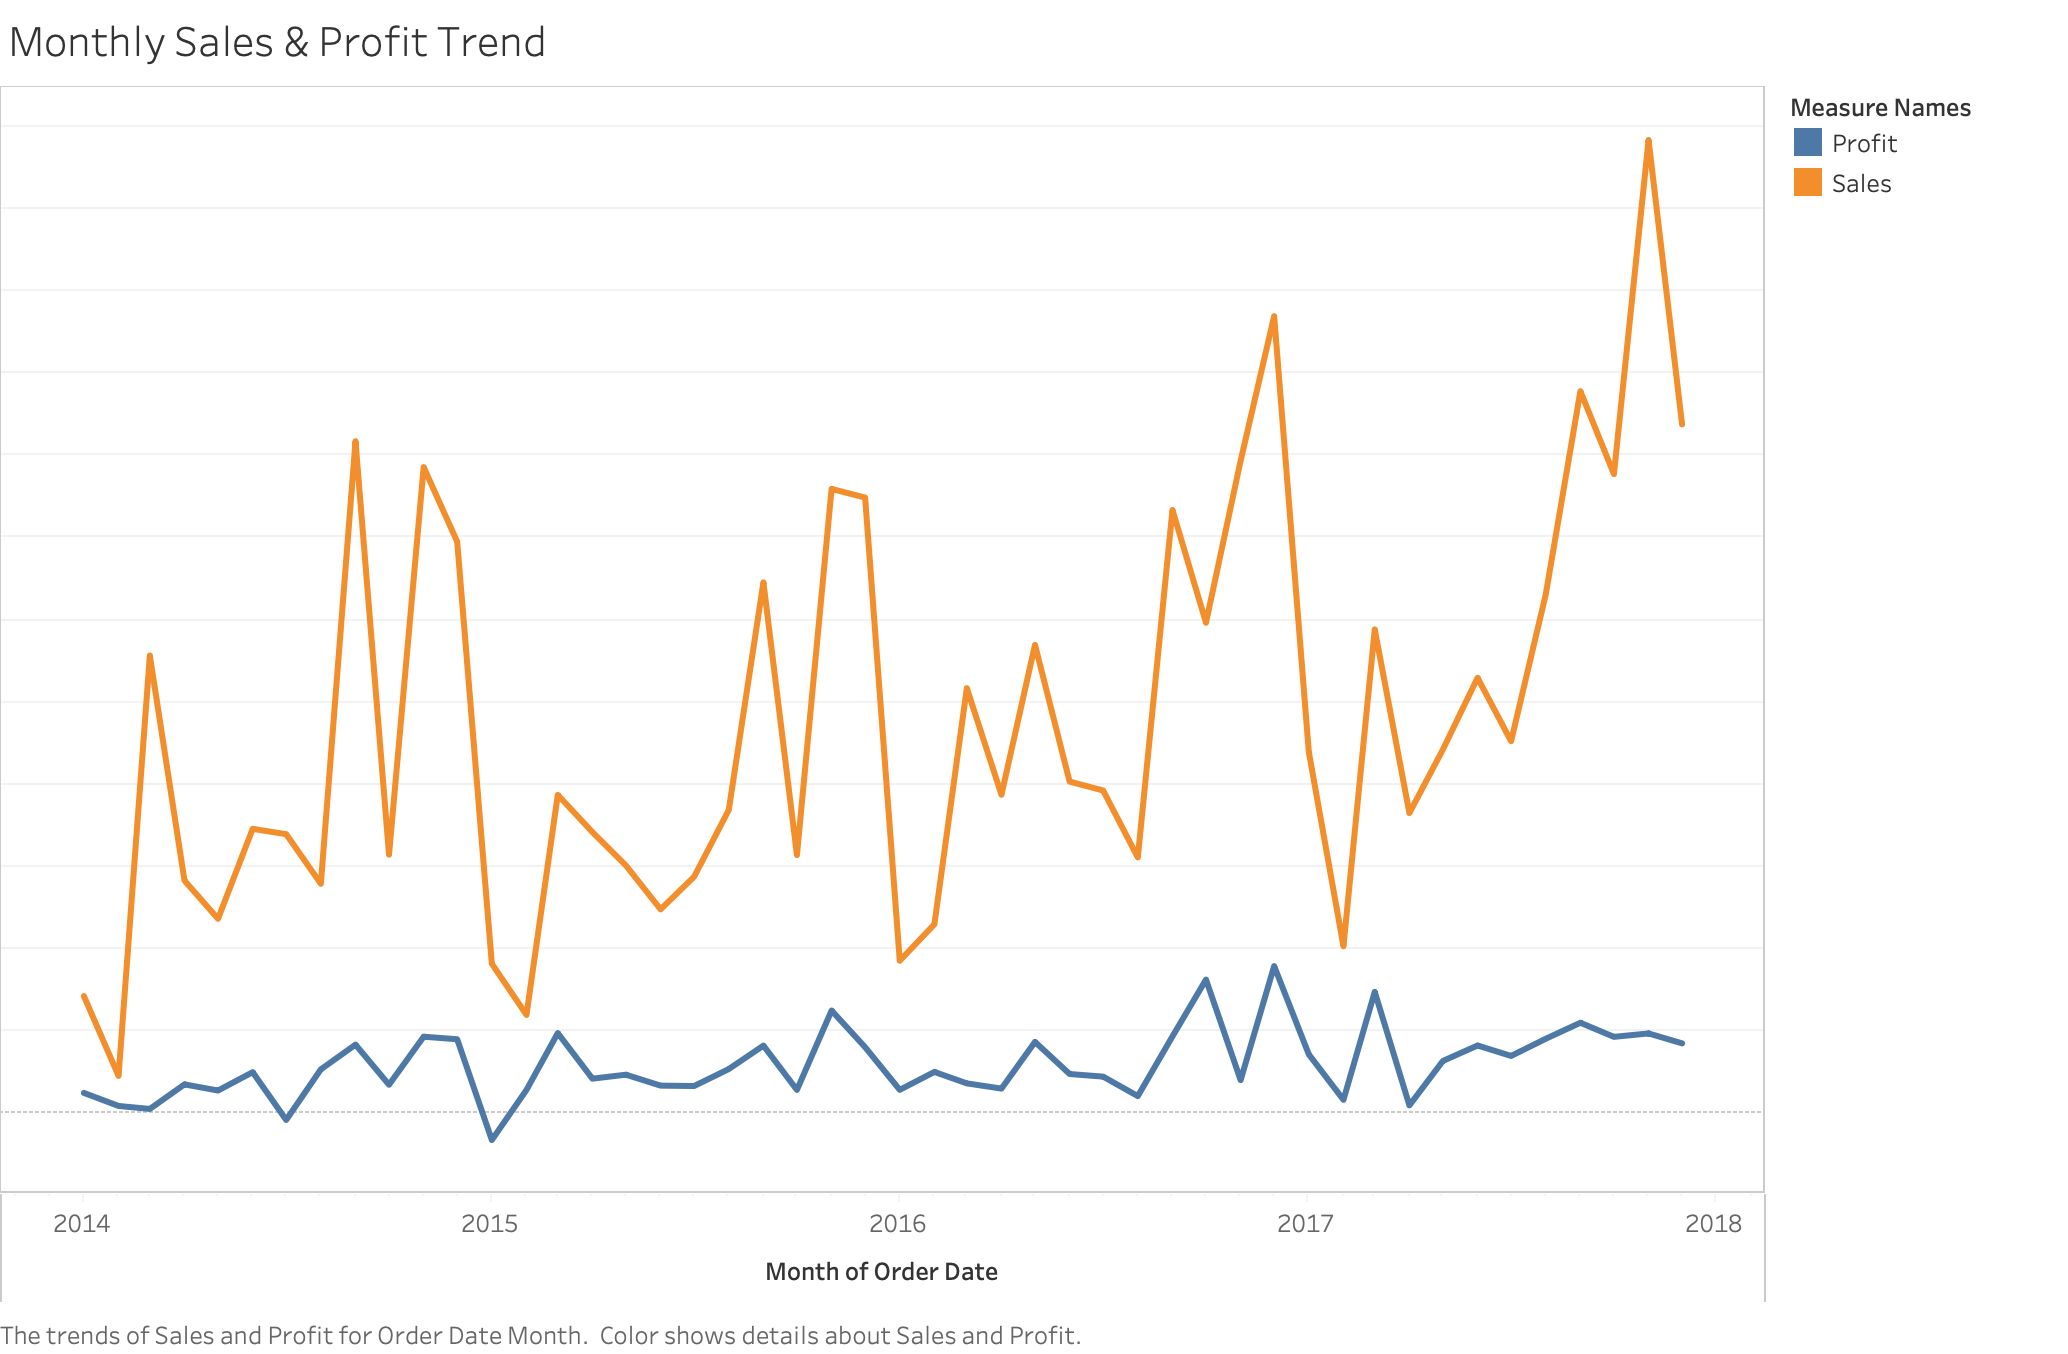 Monthly Sales & Profit Trend
Measure Names
Profit
Sales
2014 2015 2016 2017 2018
Month of Order Date
The trends of Sales and Profit for Order Date Month.  Color shows details about Sales and Profit.